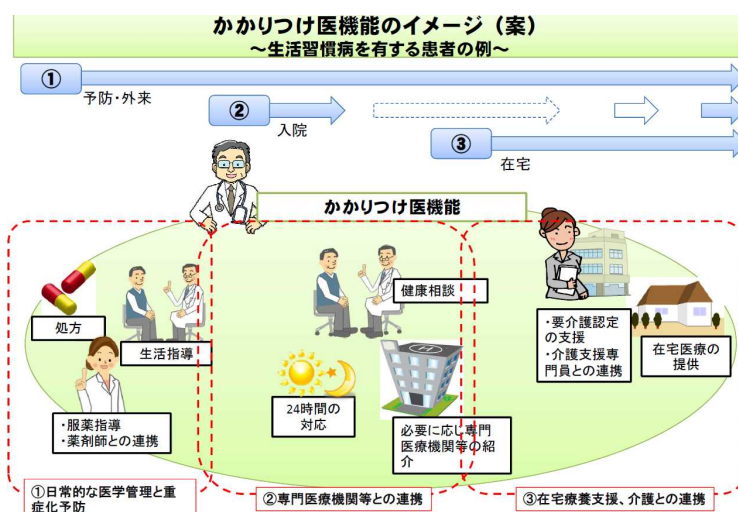 かかりつけ医機能のイメージ（案）
～生活習慣病を有する患者の例～
①
予防・外来
②
入院
③
在宅
かかりつけ医機能
処方
生活指導
・服薬指導
・薬剤師との連携
健康相談
24時間の
対応
必要に応じ専門
医療機関等の紹
介
・要介護認定
の支援
・介護支援専
門員との連携
在宅医療の
提供
①日常的な医学管理と重
症化予防
②専門医療機関等との連携
③在宅療養支援、介護との連携